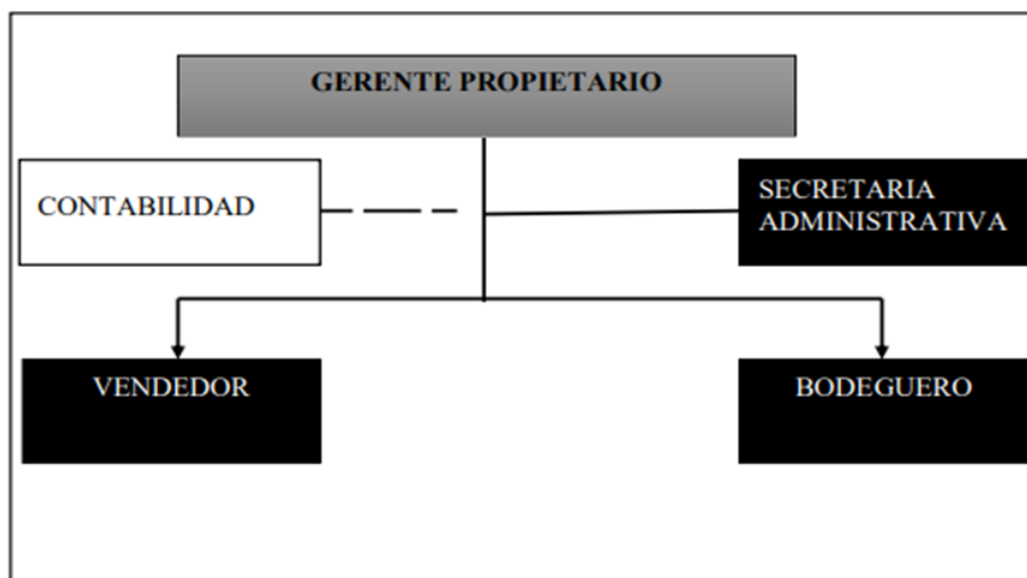 GERENTE PROPIETARIO
CONTABILIDAD
SECRETARIA
ADMINISTRATIVA
VENDEDOR
BODEGUERO